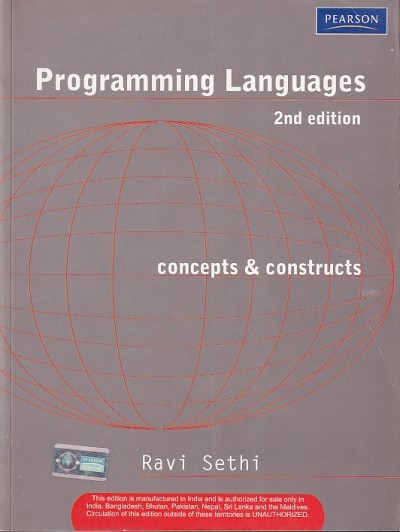 PEARSON
Programming Languages
2nd edition
concepts & constructs
PEARSON
Ravi Sethi
This edition is manufactured in India and is authorized for sale only in
India, Bangladesh, Bhutan, Pakistan, Nepal, Sri Lanka and the Maldives.
Circulation of this edition outside of these territories is UNAUTHORIZED.